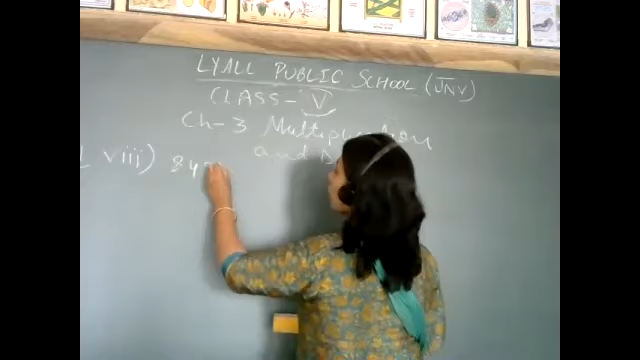 LYALL PUBLIC SCHOOL (JNV)
CLASS - V
Ch-3 Multiplication
and
viii) 84